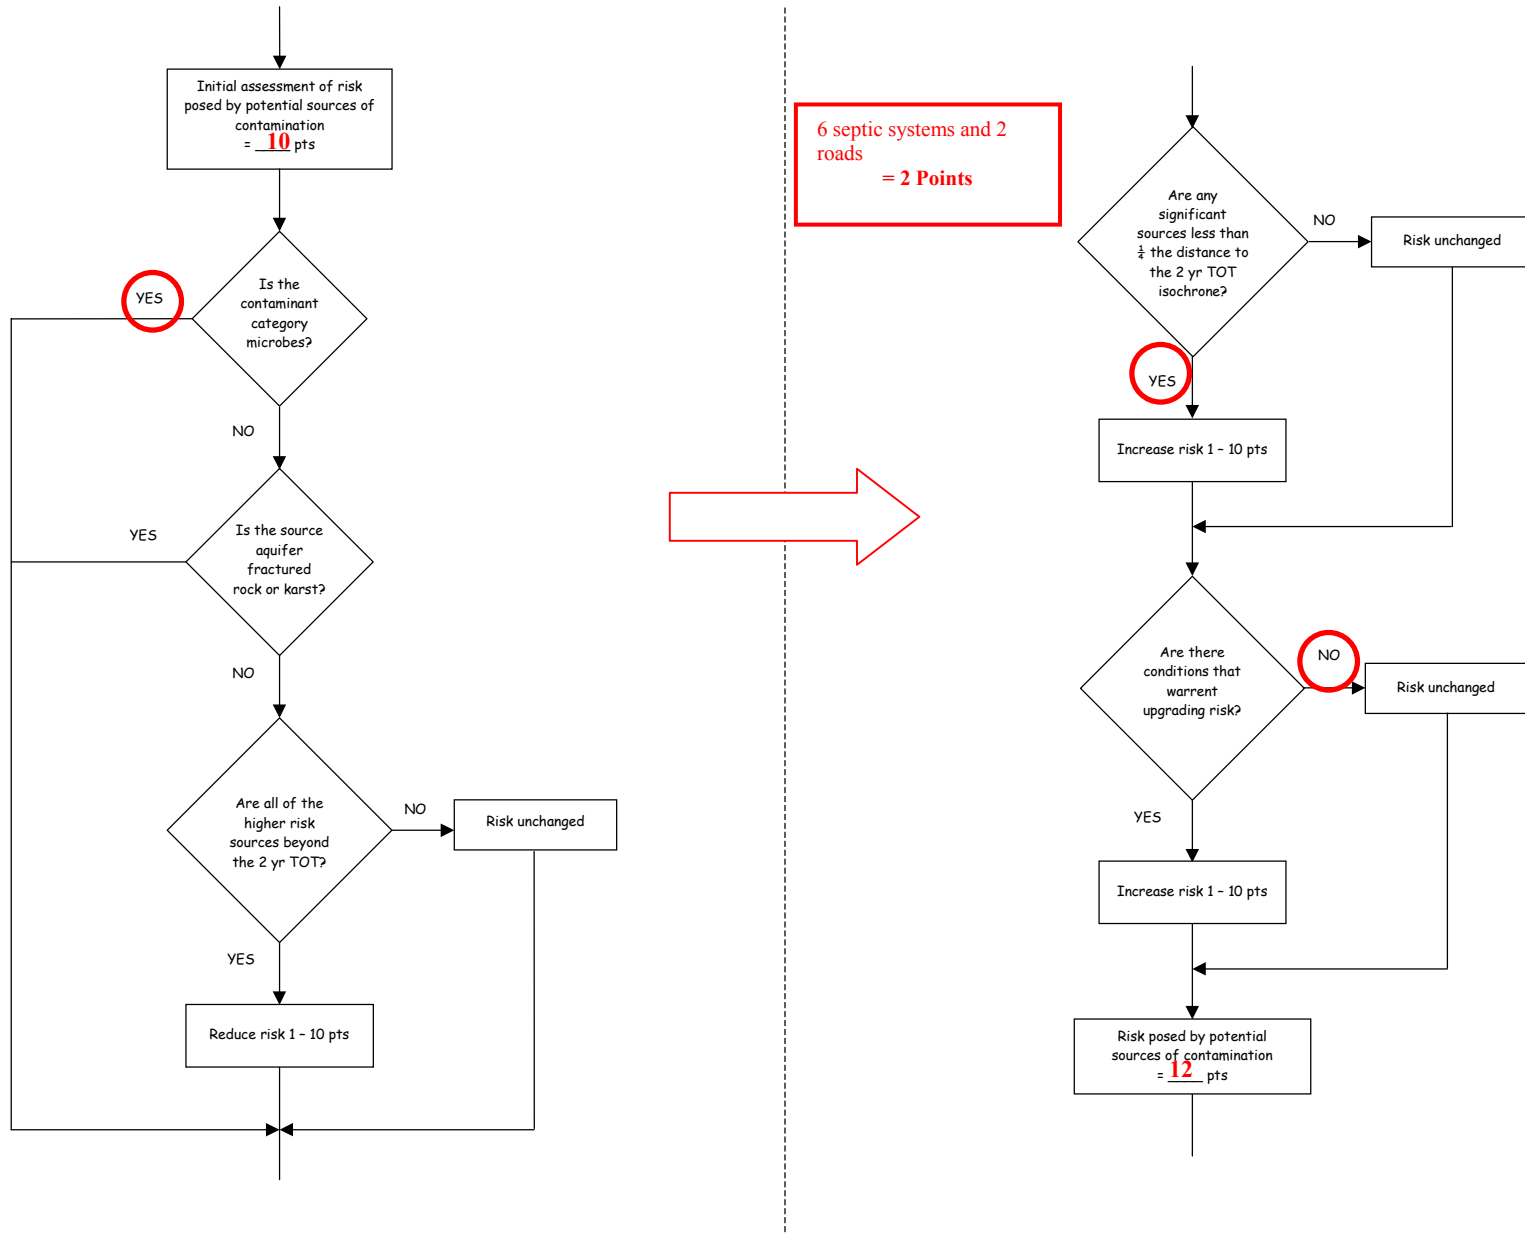 Initial assessment of risk
posed by potential sources of
contamination
= __10__ pts
Is the
contaminant
category
microbes?
YES
NO
Is the source
aquifer
fractured
rock or karst?
YES
NO
Are all of the
higher risk
sources beyond
the 2 yr TOT?
NO
Risk unchanged
YES
Reduce risk 1 – 10 pts
6 septic systems and 2
roads
= 2 Points
Are any
significant
sources less than
¼ the distance to
the 2 yr TOT
isochrone?
NO
Risk unchanged
YES
Increase risk 1 – 10 pts
Are there
conditions that
warrent
upgrading risk?
NO
Risk unchanged
YES
Increase risk 1 – 10 pts
Risk posed by potential
sources of contamination
= __12__ pts